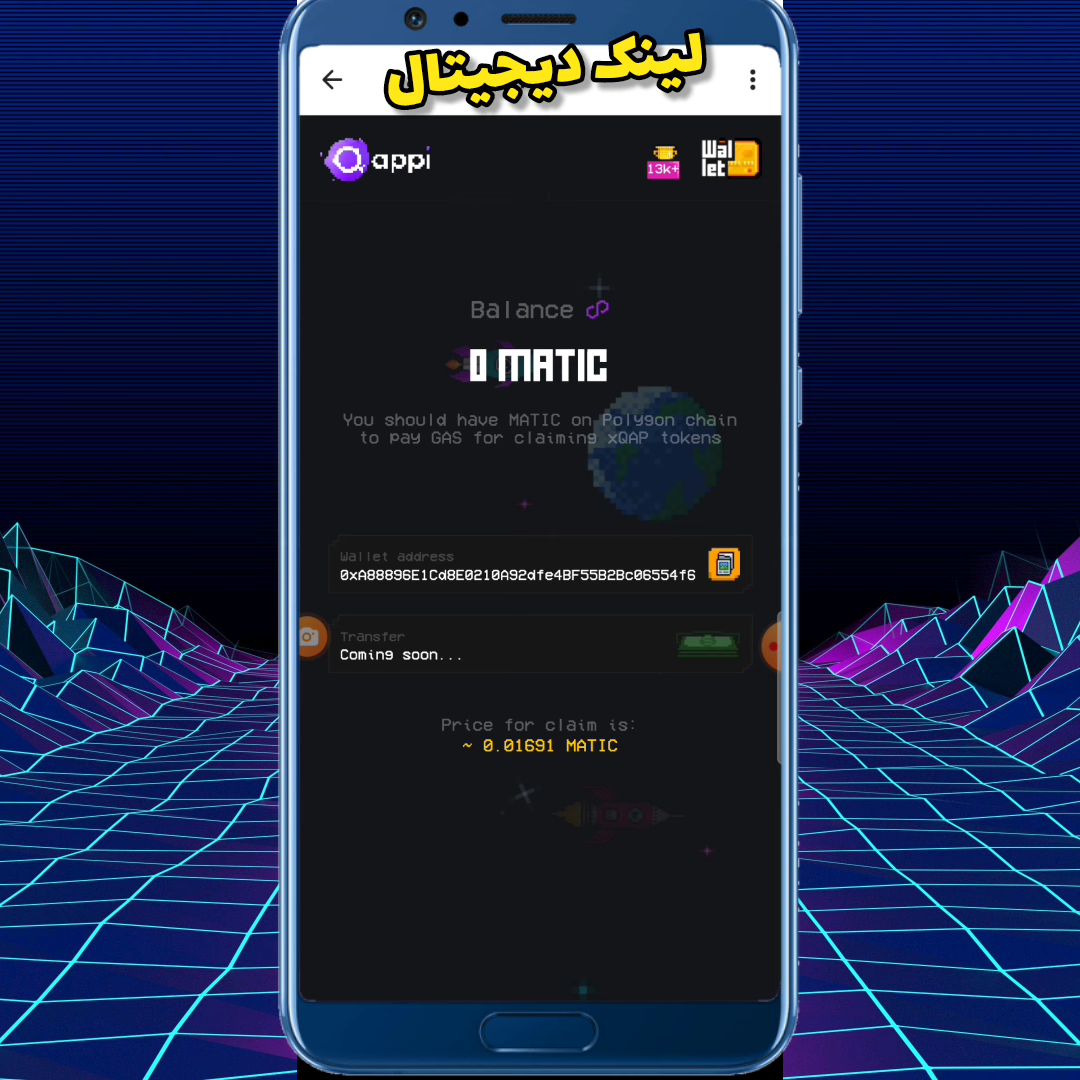 لینک دیجیتال
Qappi
13k+
Wal
let
Balance
0 MATIC
You should have MATIC on Polygon chain
to pay GAS for claiming xQAP tokens
Wallet address
0xA88896E1Cd8E0210A92dfe4BF55B2Bc06554f6
Transfer
Coming soon...
Price for claim is:
~ 0.01691 MATIC